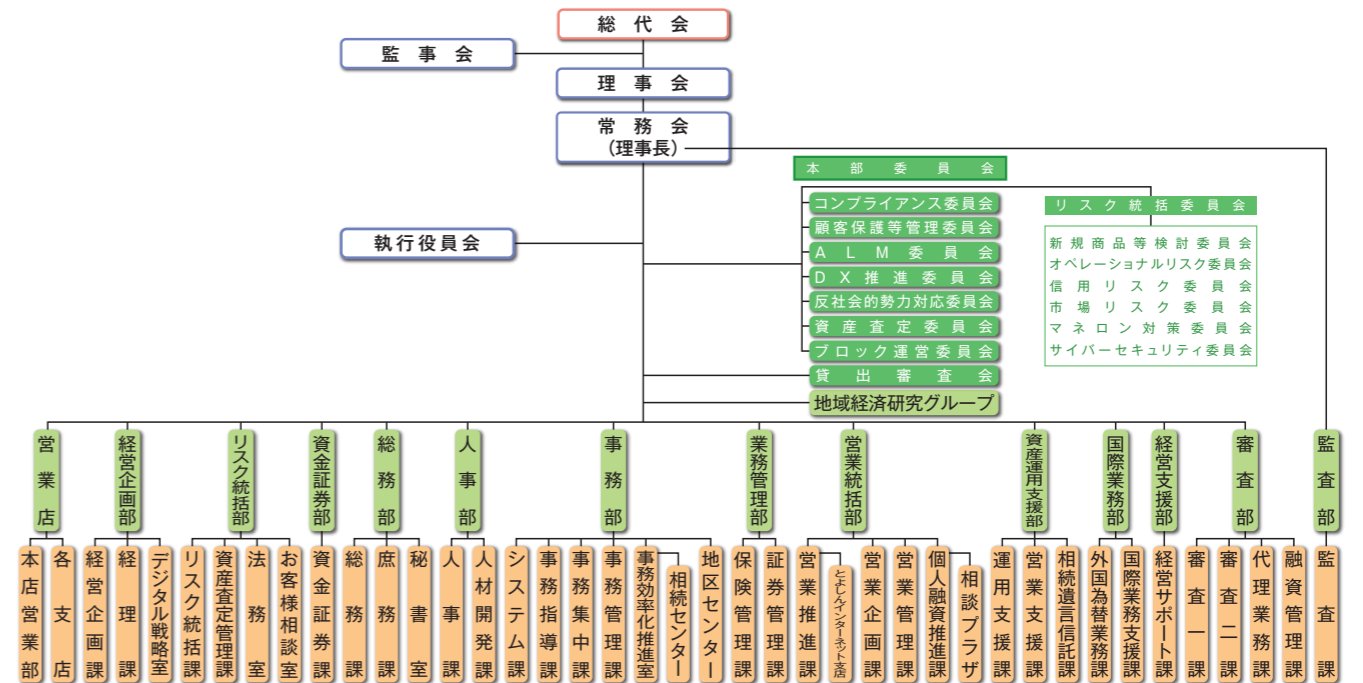 総代会
監事会
理事会
常務会
（理事長）
本部委員会
コンプライアンス委員会
顧客保護等管理委員会
ALM委員会
DX推進委員会
反社会的勢力対応委員会
資産査定委員会
ブロック運営委員会
貸出審査会
地域経済研究グループ
リスク統括委員会
新規商品等検討委員会
オペレーショナルリスク委員会
信用リスク委員会
市場リスク委員会
マネロン対策委員会
サイバーセキュリティ委員会
執行役員会
営業店
経営企画部
リスク統括部
資金証券部
総務部
人事部
事務部
業務管理部
営業統括部
資産運用支援部
国際業務部
経営支援部
審査部
監査部
本店営業部
各支店
経営企画課
経理課
デジタル戦略室
リスク統括課
資産査定管理課
法務室
お客様相談室
資金証券課
総務課
庶務課
秘書室
人事課
人材開発課
システム課
事務指導課
事務集中課
事務管理課
事務効率化推進室
相続センター
地区センター
保険管理課
証券管理課
営業推進課
とよしんインターネット支店
営業企画課
営業管理課
個人融資推進課
相談プラザ
運用支援課
営業支援課
相続遺言信託課
外国為替業務課
国際業務支援課
経営サポート課
審査一課
審査二課
代理業務課
融資管理課
監査課